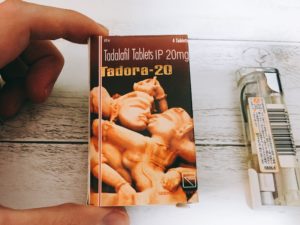 4 Tablets
Tadalafil Tablets IP 20mg
Tadora-20